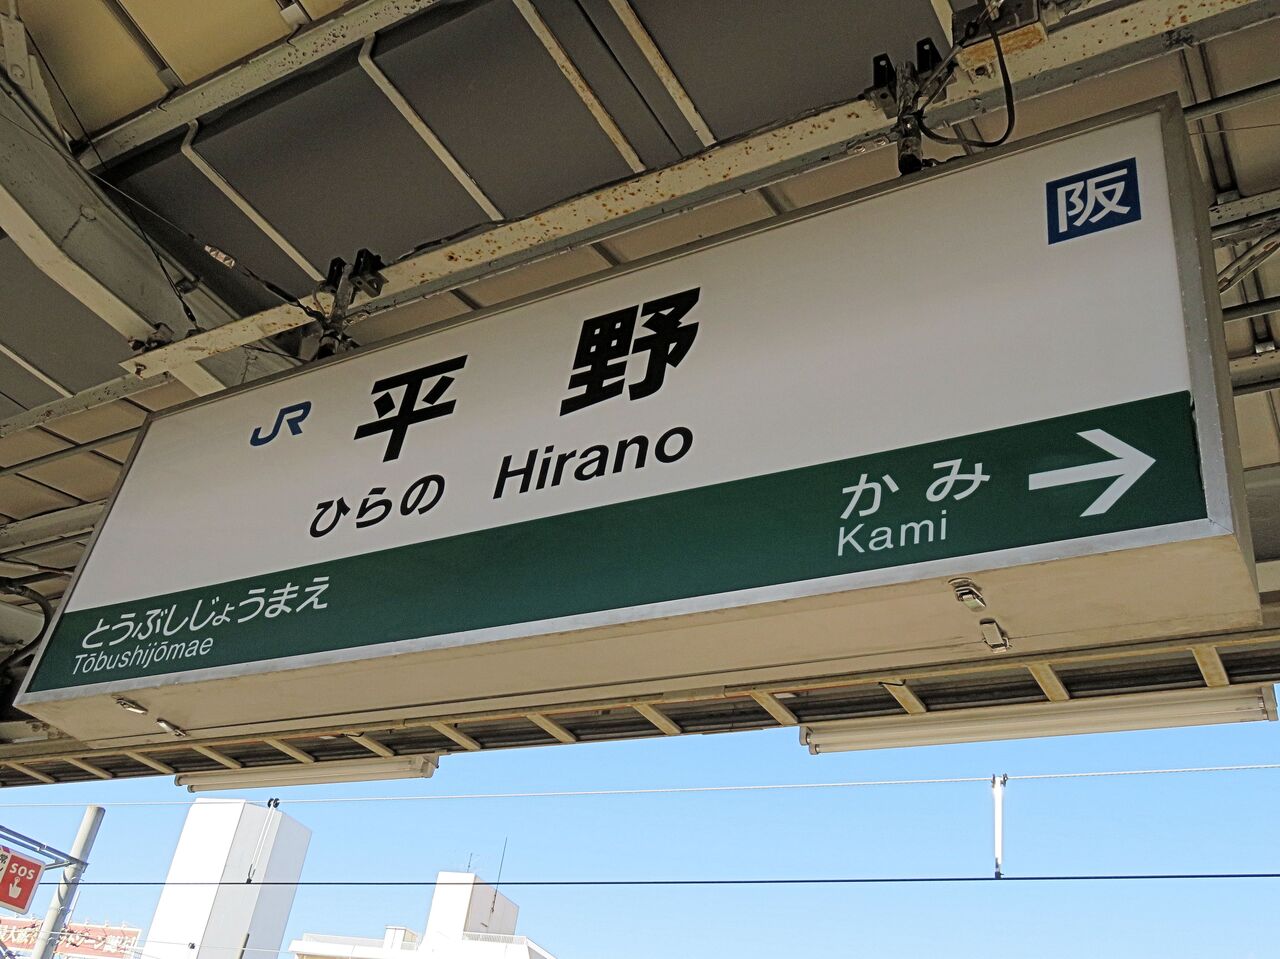 阪
JR 平野
ひらの Hirano
かみ →
Kami
とうぶしじょうまえ
Tōbushijōmae
SOS